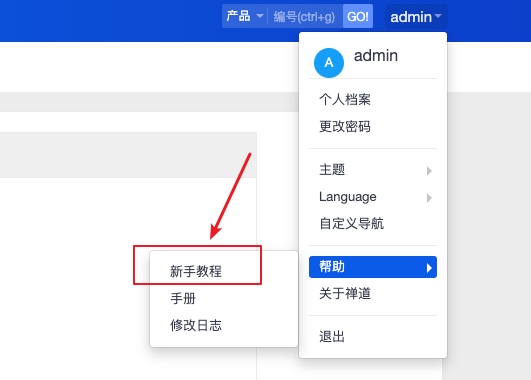 产品 编号(ctrl+g) GO! admin
A admin
个人档案
更改密码
主题
Language
自定义导航
帮助
关于禅道
退出
新手教程
手册
修改日志